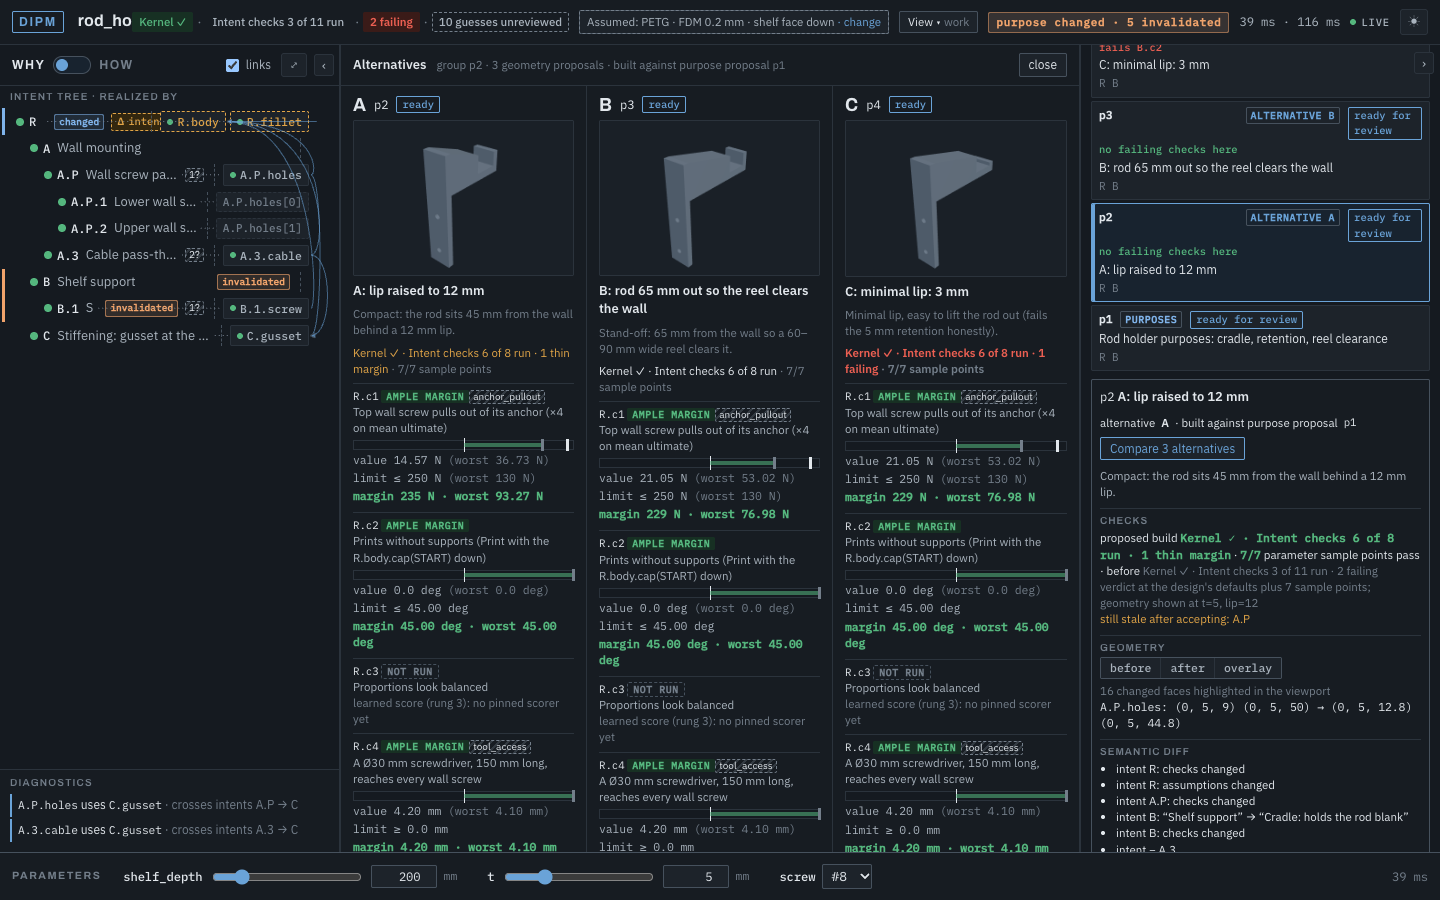 DIPM rod_ho Kernel ✓ · Intent checks 3 of 11 run · 2 failing · 10 guesses unreviewed Assumed: PETG · FDM 0.2 mm · shelf face down · change View • work purpose changed · 5 invalidated 39 ms · 116 ms LIVE
WHY HOW links
INTENT TREE · REALIZED BY
R changed Δ inten R.body R.fillet
A Wall mounting
A.P Wall screw pa... 1? A.P.holes
A.P.1 Lower wall s... A.P.holes[0]
A.P.2 Upper wall s... A.P.holes[1]
A.3 Cable pass-th... 2? A.3.cable
B Shelf support invalidated
B.1 S invalidated 1? B.1.screw
C Stiffening: gusset at the ... C.gusset
DIAGNOSTICS
A.P.holes uses C.gusset · crosses intents A.P → C
A.3.cable uses C.gusset · crosses intents A.3 → C
Alternatives group p2 · 3 geometry proposals · built against purpose proposal p1 close
A p2 ready
A: lip raised to 12 mm
Compact: the rod sits 45 mm from the wall
behind a 12 mm lip.
Kernel ✓ · Intent checks 6 of 8 run · 1 thin
margin · 7/7 sample points
R.c1 AMPLE MARGIN anchor_pullout
Top wall screw pulls out of its anchor (×4
on mean ultimate)
value 14.57 N (worst 36.73 N)
limit ≤ 250 N (worst 130 N)
margin 235 N · worst 93.27 N
R.c2 AMPLE MARGIN
Prints without supports (Print with the
R.body.cap(START) down)
value 0.0 deg (worst 0.0 deg)
limit ≤ 45.00 deg
margin 45.00 deg · worst 45.00
deg
R.c3 NOT RUN
Proportions look balanced
learned score (rung 3): no pinned scorer
yet
R.c4 AMPLE MARGIN tool_access
A Ø30 mm screwdriver, 150 mm long,
reaches every wall screw
value 4.20 mm (worst 4.10 mm)
limit ≥ 0.0 mm
margin 4.20 mm · worst 4.10 mm
B p3 ready
B: rod 65 mm out so the reel clears
the wall
Stand-off: 65 mm from the wall so a 60–
90 mm wide reel clears it.
Kernel ✓ · Intent checks 6 of 8 run · 7/7
sample points
R.c1 AMPLE MARGIN anchor_pullout
Top wall screw pulls out of its anchor (×4
on mean ultimate)
value 21.05 N (worst 53.02 N)
limit ≤ 250 N (worst 130 N)
margin 229 N · worst 76.98 N
R.c2 AMPLE MARGIN
Prints without supports (Print with the
R.body.cap(START) down)
value 0.0 deg (worst 0.0 deg)
limit ≤ 45.00 deg
margin 45.00 deg · worst 45.00
deg
R.c3 NOT RUN
Proportions look balanced
learned score (rung 3): no pinned scorer
yet
R.c4 AMPLE MARGIN tool_access
A Ø30 mm screwdriver, 150 mm long,
reaches every wall screw
value 4.20 mm (worst 4.10 mm)
limit ≥ 0.0 mm
C p4 ready
C: minimal lip: 3 mm
Minimal lip, easy to lift the rod out (fails
the 5 mm retention honestly).
Kernel ✓ · Intent checks 6 of 8 run · 1
failing · 7/7 sample points
R.c1 AMPLE MARGIN anchor_pullout
Top wall screw pulls out of its anchor (×4
on mean ultimate)
value 21.05 N (worst 53.02 N)
limit ≤ 250 N (worst 130 N)
margin 229 N · worst 76.98 N
R.c2 AMPLE MARGIN
Prints without supports (Print with the
R.body.cap(START) down)
value 0.0 deg (worst 0.0 deg)
limit ≤ 45.00 deg
margin 45.00 deg · worst 45.00
deg
R.c3 NOT RUN
Proportions look balanced
learned score (rung 3): no pinned scorer
yet
R.c4 AMPLE MARGIN tool_access
A Ø30 mm screwdriver, 150 mm long,
reaches every wall screw
value 4.20 mm (worst 4.10 mm)
limit ≥ 0.0 mm
margin 4.20 mm · worst 4.10 mm
fails B.c2
C: minimal lip: 3 mm
R B
p3 ALTERNATIVE B ready for
review
no failing checks here
B: rod 65 mm out so the reel clears the wall
R B
p2 ALTERNATIVE A ready for
review
no failing checks here
A: lip raised to 12 mm
R B
p1 PURPOSES ready for review
Rod holder purposes: cradle, retention, reel clearance
R B
p2 A: lip raised to 12 mm
alternative A · built against purpose proposal p1
Compare 3 alternatives
Compact: the rod sits 45 mm from the wall behind a 12 mm
lip.
CHECKS
proposed build Kernel ✓ · Intent checks 6 of 8
run · 1 thin margin · 7/7 parameter sample points pass
· before Kernel ✓ · Intent checks 3 of 11 run · 2 failing
verdict at the design's defaults plus 7 sample points;
geometry shown at t=5, lip=12
still stale after accepting: A.P
GEOMETRY
before after overlay
16 changed faces highlighted in the viewport
A.P.holes: (0, 5, 9) (0, 5, 50) → (0, 5, 12.8)
(0, 5, 44.8)
SEMANTIC DIFF
• intent R: checks changed
• intent R: assumptions changed
• intent A.P: checks changed
• intent B: “Shelf support” → “Cradle: holds the rod blank”
• intent B: checks changed
• intent − A.3
PARAMETERS shelf_depth 200 mm t 5 mm screw #8 39 ms